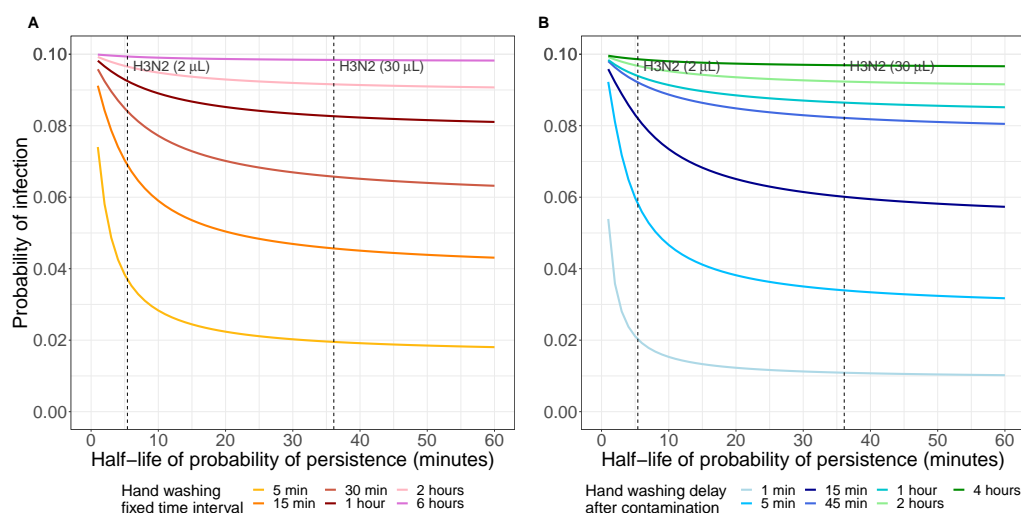 A
H3N2 (2 μL)
H3N2 (30 μL)
0.10
0.08
0.06
0.04
0.02
0.00
Probability of infection
0 10 20 30 40 50 60
Half−life of probability of persistence (minutes)
Hand washing
fixed time interval
5 min 30 min 2 hours
15 min 1 hour 6 hours
B
H3N2 (2 μL)
H3N2 (30 μL)
0.10
0.08
0.06
0.04
0.02
0.00
0 10 20 30 40 50 60
Half−life of probability of persistence (minutes)
Hand washing delay
after contamination
1 min 15 min 1 hour 4 hours
5 min 45 min 2 hours